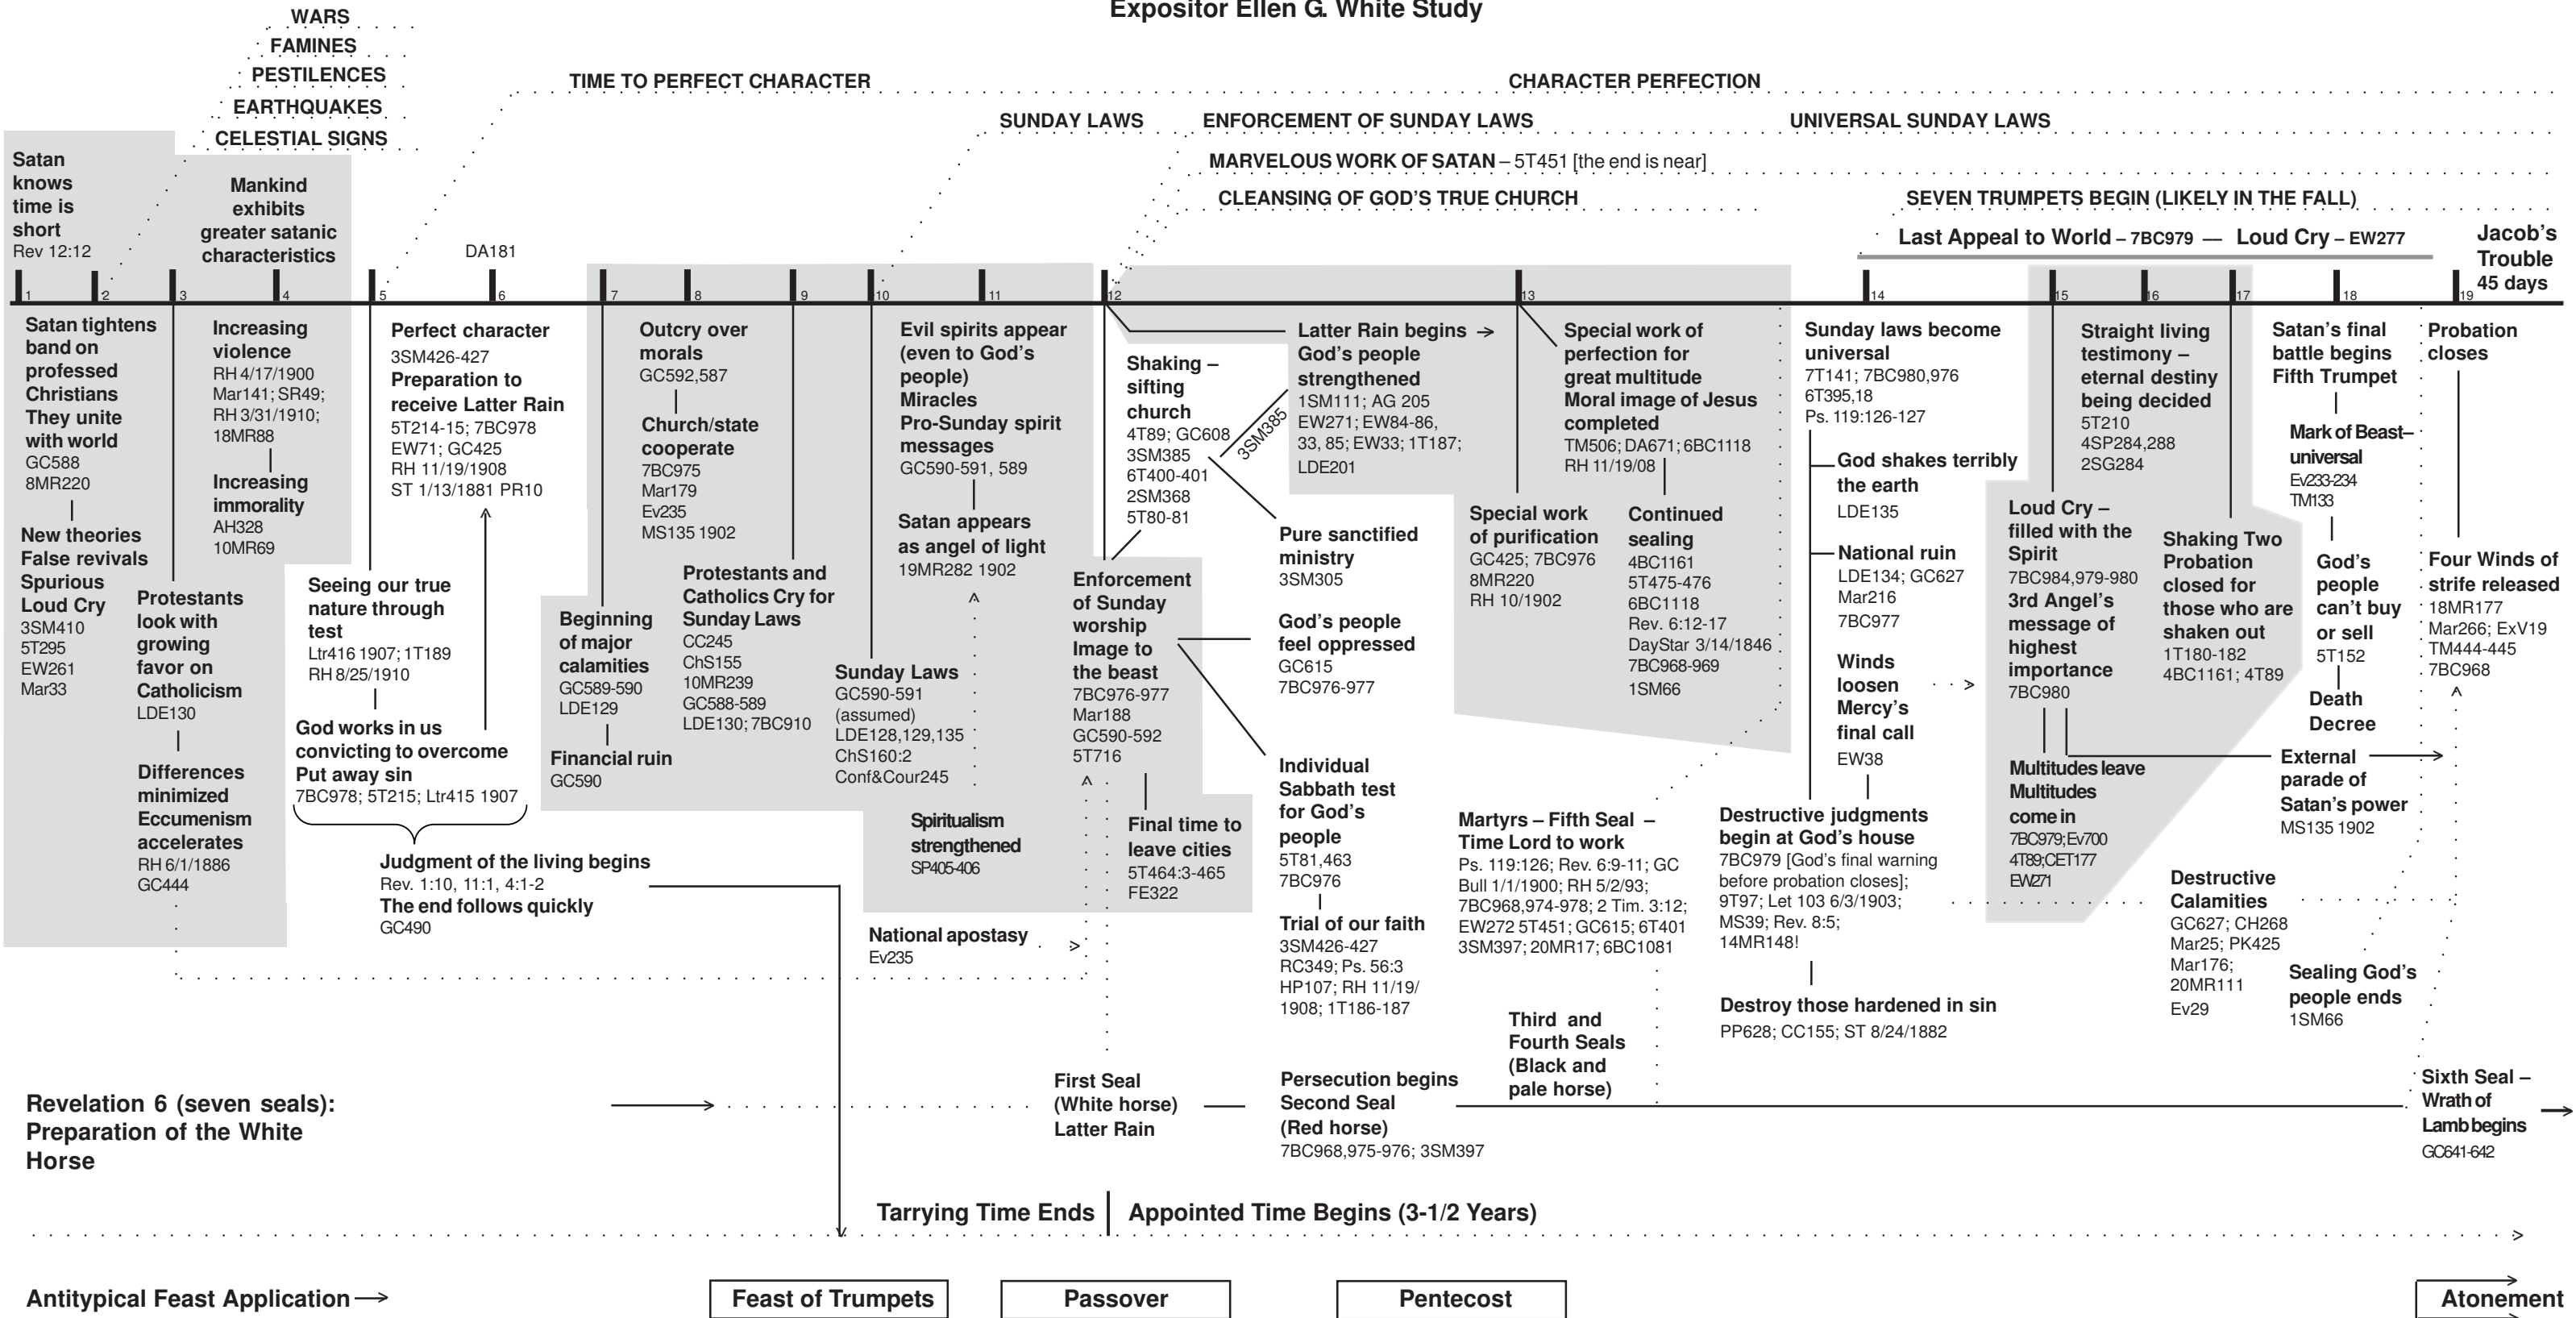 Expositor Ellen G. White Study
WARS
FAMINES
PESTILENCES
EARTHQUAKES
CELESTIAL SIGNS
TIME TO PERFECT CHARACTER
CHARACTER PERFECTION
SUNDAY LAWS
ENFORCEMENT OF SUNDAY LAWS
UNIVERSAL SUNDAY LAWS
MARVELOUS WORK OF SATAN – 5T451 [the end is near]
CLEANSING OF GOD'S TRUE CHURCH
SEVEN TRUMPETS BEGIN (LIKELY IN THE FALL)
Last Appeal to World – 7BC979 — Loud Cry – EW277
Jacob's
Trouble
45 days
Satan
knows
time is
short
Rev 12:12
Mankind
exhibits
greater satanic
characteristics
DA181
1 2 3 4 5 6 7 8 9 10 11 12 13 14 15 16 17 18 19
Satan tightens
band on
professed
Christians
They unite
with world
GC588
8MR220
New theories
False revivals
Spurious
Loud Cry
3SM410
5T295
EW261
Mar33
Protestants
look with
growing
favor on
Catholicism
LDE130
Differences
minimized
Eccumenism
accelerates
RH 6/1/1886
GC444
Increasing
violence
RH 4/17/1900
Mar141; SR49;
RH 3/31/1910;
18MR88
Increasing
immorality
AH328
10MR69
Perfect character
3SM426-427
Preparation to
receive Latter Rain
5T214-15; 7BC978
EW71; GC425
RH 11/19/1908
ST 1/13/1881 PR10
Seeing our true
nature through
test
Ltr416 1907; 1T189
RH 8/25/1910
God works in us
convicting to overcome
Put away sin
7BC978; 5T215; Ltr415 1907
Judgment of the living begins
Rev. 1:10, 11:1, 4:1-2
The end follows quickly
GC490
Beginning
of major
calamities
GC589-590
LDE129
Financial ruin
GC590
Outcry over
morals
GC592,587
Church/state
cooperate
7BC975
Mar179
Ev235
MS135 1902
Protestants and
Catholics Cry for
Sunday Laws
CC245
ChS155
10MR239
GC588-589
LDE130; 7BC910
Sunday Laws
GC590-591
(assumed)
LDE128,129,135
ChS160:2
Conf&Cour245
Evil spirits appear
(even to God's
people)
Miracles
Pro-Sunday spirit
messages
GC590-591, 589
Satan appears
as angel of light
19MR282 1902
Spiritualism
strengthened
SP405-406
National apostasy
Ev235
Shaking –
sifting
church
4T89; GC608
3SM385
6T400-401
2SM368
5T80-81
3SM385
Enforcement
of Sunday
worship
Image to
the beast
7BC976-977
Mar188
GC590-592
5T716
Final time to
leave cities
5T464:3-465
FE322
Latter Rain begins
God's people
strengthened
1SM111; AG 205
EW271; EW84-86,
33, 85; EW33; 1T187;
LDE201
Pure sanctified
ministry
3SM305
God's people
feel oppressed
GC615
7BC976-977
Individual
Sabbath test
for God's
people
5T81,463
7BC976
Trial of our faith
3SM426-427
RC349; Ps. 56:3
HP107; RH 11/19/
1908; 1T186-187
Special work of
perfection for
great multitude
Moral image of Jesus
completed
TM506; DA671; 6BC1118
RH 11/19/08
Special work
of purification
GC425; 7BC976
8MR220
RH 10/1902
Continued
sealing
4BC1161
5T475-476
6BC1118
Rev. 6:12-17
DayStar 3/14/1846
7BC968-969
1SM66
Martyrs – Fifth Seal –
Time Lord to work
Ps. 119:126; Rev. 6:9-11; GC
Bull 1/1/1900; RH 5/2/93;
7BC968,974-978; 2 Tim. 3:12;
EW272 5T451; GC615; 6T401
3SM397; 20MR17; 6BC1081
Sunday laws become
universal
7T141; 7BC980,976
6T395,18
Ps. 119:126-127
God shakes terribly
the earth
LDE135
National ruin
LDE134; GC627
Mar216
7BC977
Winds
loosen
Mercy's
final call
EW38
Destructive judgments
begin at God's house
7BC979 [God's final warning
before probation closes];
9T97; Let 103 6/3/1903;
MS39; Rev. 8:5;
14MR148!
Destroy those hardened in sin
PP628; CC155; ST 8/24/1882
Straight living
testimony –
eternal destiny
being decided
5T210
4SP284,288
2SG284
Loud Cry –
filled with the
Spirit
7BC984,979-980
3rd Angel's
message of
highest
importance
7BC980
Multitudes leave
Multitudes
come in
7BC979;Ev700
4T89;CET177
EW271
Shaking Two
Probation
closed for
those who are
shaken out
1T180-182
4BC1161; 4T89
Satan's final
battle begins
Fifth Trumpet
Mark of Beast–
universal
Ev233-234
TM133
God's
people
can't buy
or sell
5T152
Death
Decree
External
parade of
Satan's power
MS135 1902
Destructive
Calamities
GC627; CH268
Mar25; PK425
Mar176;
20MR111
Ev29
Sealing God's
people ends
1SM66
Probation
closes
Four Winds of
strife released
18MR177
Mar266; ExV19
TM444-445
7BC968
Revelation 6 (seven seals):
Preparation of the White
Horse
First Seal
(White horse)
Latter Rain
Persecution begins
Second Seal
(Red horse)
7BC968,975-976; 3SM397
Third and
Fourth Seals
(Black and
pale horse)
Sixth Seal –
Wrath of
Lamb begins
GC641-642
Tarrying Time Ends
Appointed Time Begins (3-1/2 Years)
Antitypical Feast Application
Feast of Trumpets
Passover
Pentecost
Atonement